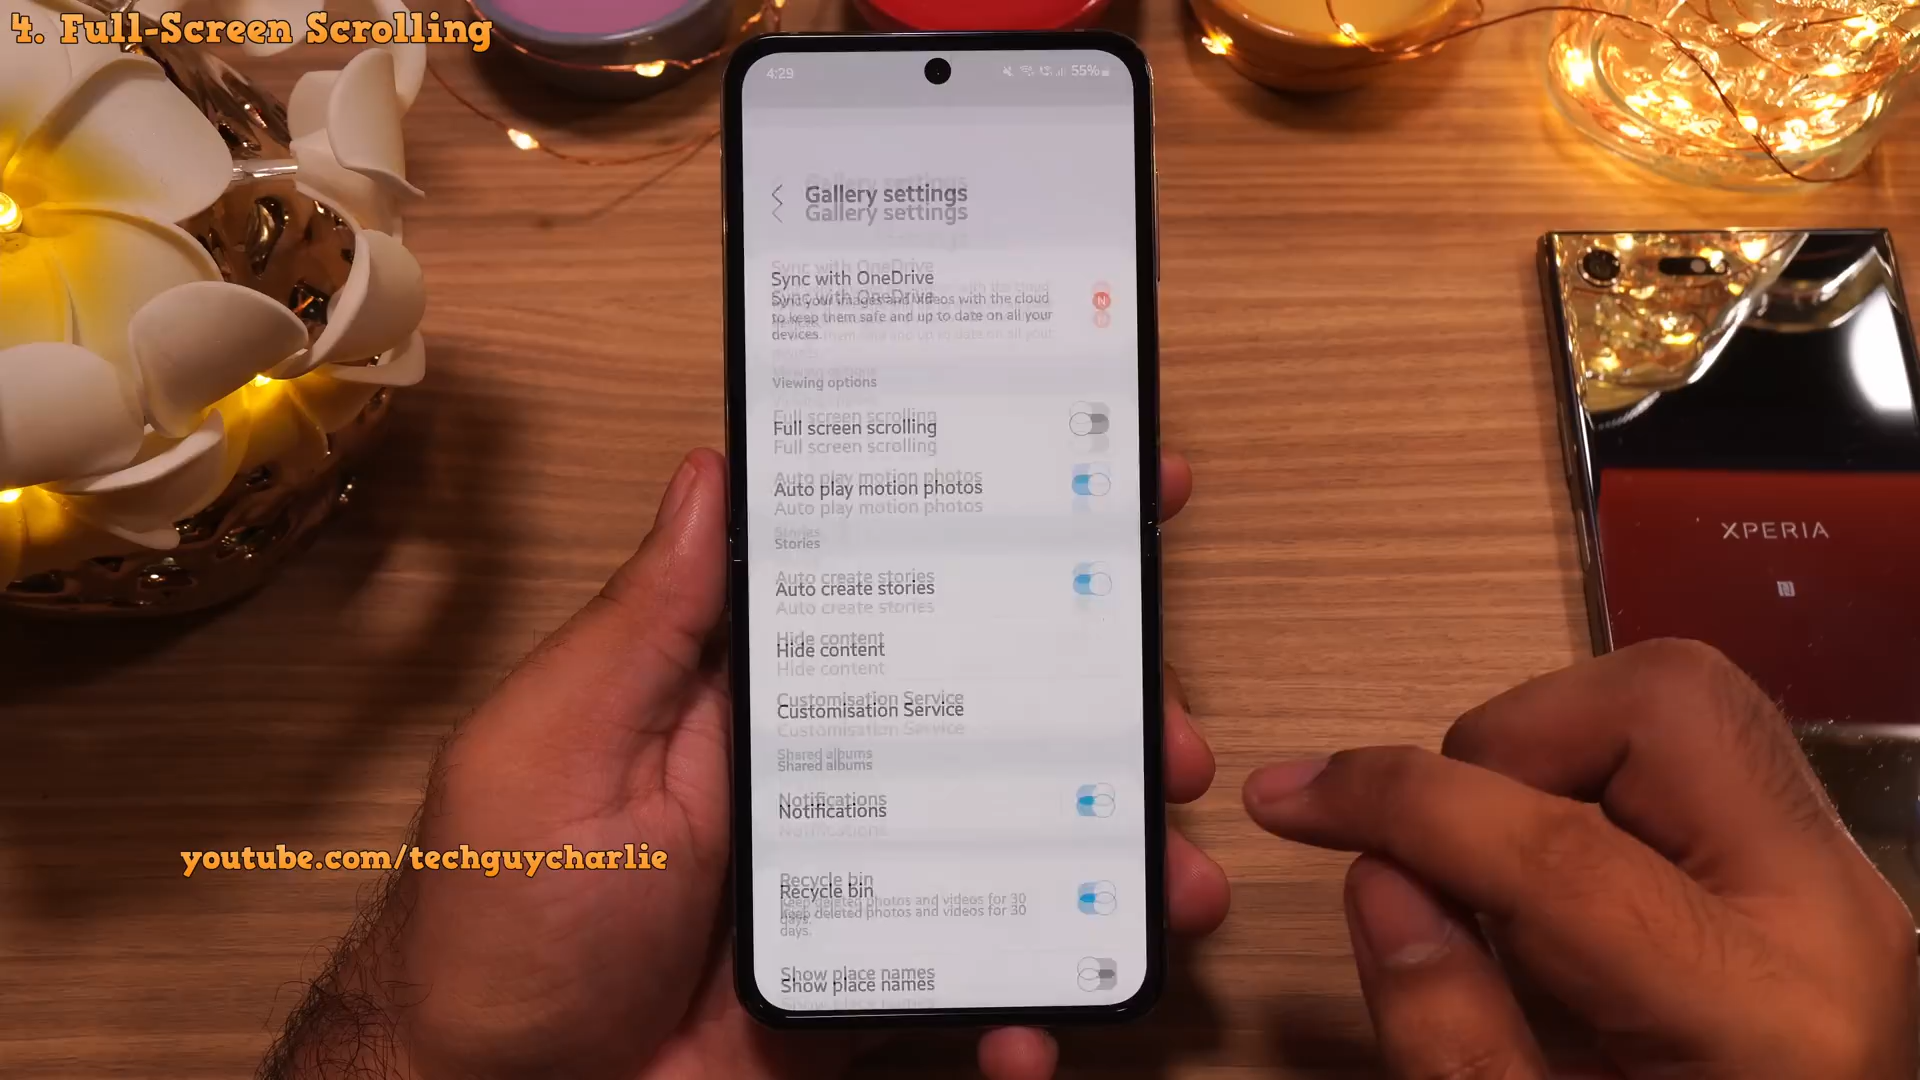 4. Full-Screen Scrolling
4:29
55%
Gallery settings
Sync with OneDrive
Sync your images and videos with the cloud
to keep them safe and up to date on all your
devices.
N
Viewing options
Full screen scrolling
Auto play motion photos
Stories
Auto create stories
Hide content
Customisation Service
Shared albums
Notifications
Recycle bin
Keep deleted photos and videos for 30
days.
Show place names
XPERIA
youtube.com/techguycharlie